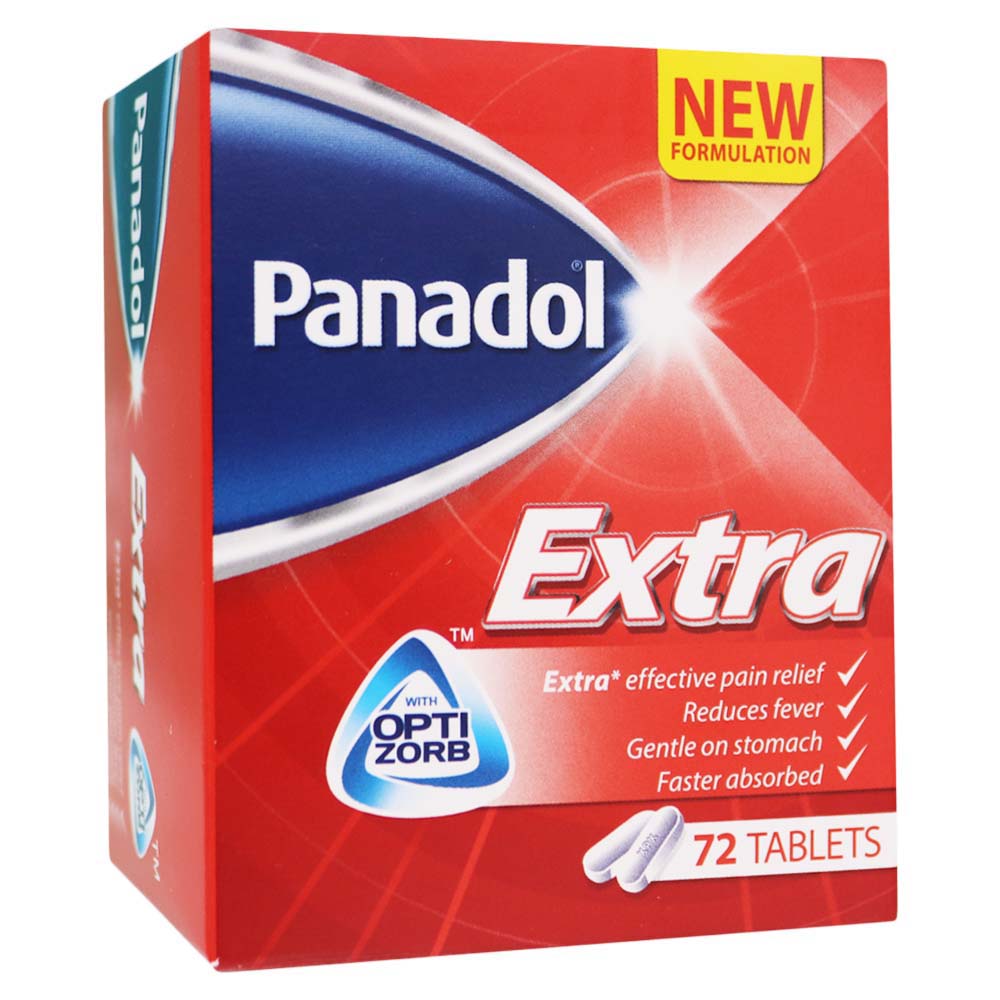 NEW
FORMULATION
Panadol®
Extra
Extra* effective pain relief
Reduces fever
Gentle on stomach
Faster absorbed
TM
WITH
OPTI
ZORB
72 TABLETS
Panadol
Extra
TM